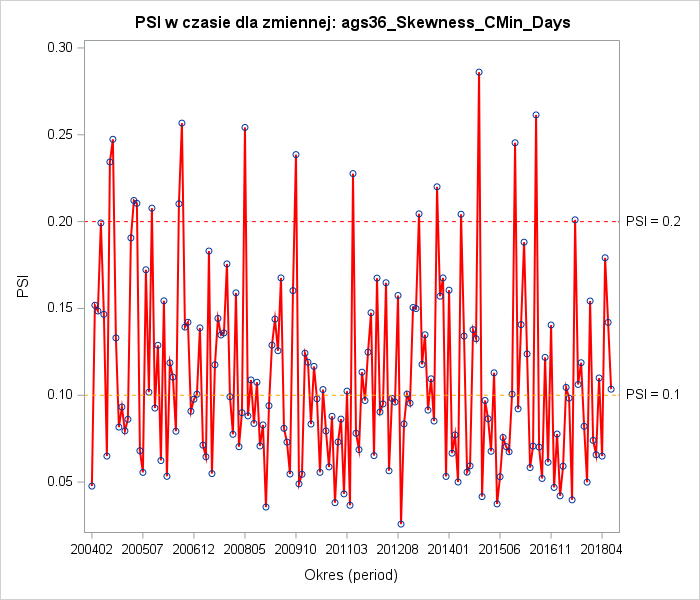 PSI w czasie dla zmiennej: ags36_Skewness_CMin_Days
0.30
0.25
0.20
0.15
0.10
0.05
PSI
PSI = 0.2
PSI = 0.1
200402 200507 200612 200805 200910 201103 201208 201401 201506 201611 201804
Okres (period)